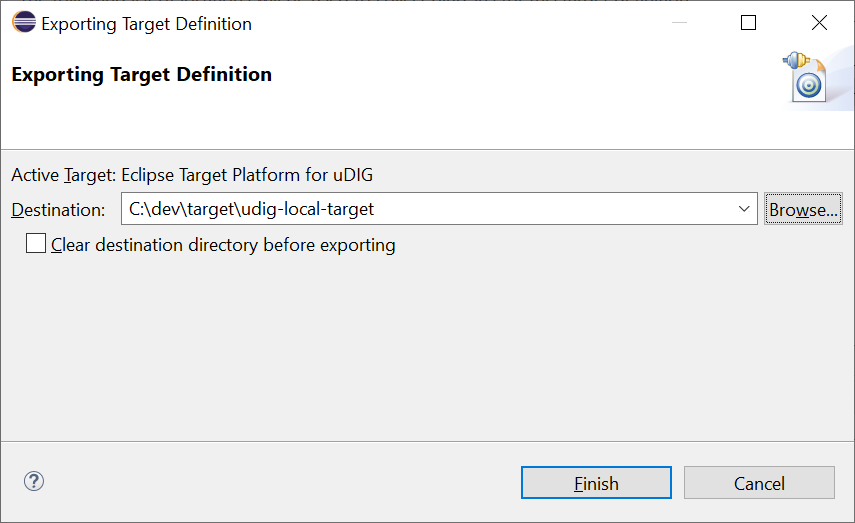 Exporting Target Definition
Exporting Target Definition
Active Target: Eclipse Target Platform for uDIG
Destination: C:\dev\target\udig-local-target Browse...
Clear destination directory before exporting
? Finish Cancel